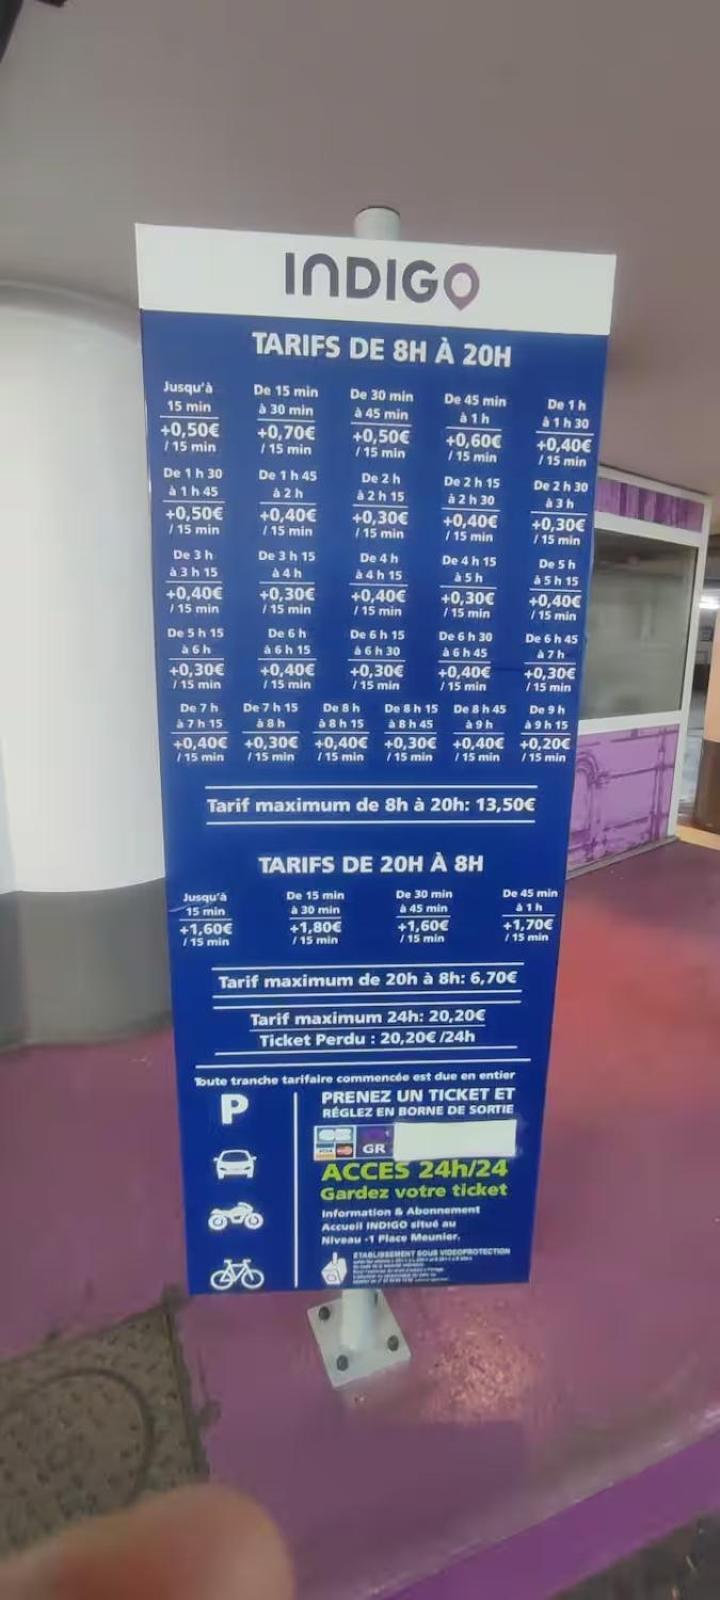 INDIGO
TARIFS DE 8H À 20H
Jusqu'à De 15 min De 30 min De 45 min De 1 h
15 min à 30 min à 45 min à 1 h à 1 h 30
+0,50€ +0,70€ +0,50€ +0,60€ +0,40€
/ 15 min / 15 min / 15 min / 15 min / 15 min
De 1 h 30 De 1 h 45 De 2 h De 2 h 15 De 2 h 30
à 1 h 45 à 2 h à 2 h 15 à 2 h 30 à 3 h
+0,50€ +0,40€ +0,30€ +0,40€ +0,30€
/ 15 min / 15 min / 15 min / 15 min / 15 min
De 3 h De 3 h 15 De 4 h De 4 h 15 De 5 h
à 3 h 15 à 4 h à 4 h 15 à 5 h à 5 h 15
+0,40€ +0,30€ +0,40€ +0,30€ +0,40€
/ 15 min / 15 min / 15 min / 15 min / 15 min
De 5 h 15 De 6 h De 6 h 15 De 6 h 30 De 6 h 45
à 6 h à 6 h 15 à 6 h 30 à 6 h 45 à 7 h
+0,30€ +0,40€ +0,30€ +0,40€ +0,30€
/ 15 min / 15 min / 15 min / 15 min / 15 min
De 7 h De 7 h 15 De 8 h De 8 h 15 De 8 h 45 De 9 h
à 7 h 15 à 8 h à 8 h 15 à 8 h 45 à 9 h à 9 h 15
+0,40€ +0,30€ +0,40€ +0,30€ +0,40€ +0,20€
/ 15 min / 15 min / 15 min / 15 min / 15 min / 15 min
Tarif maximum de 8h à 20h: 13,50€
TARIFS DE 20H À 8H
Jusqu'à De 15 min De 30 min De 45 min
15 min à 30 min à 45 min à 1 h
+1,60€ +1,80€ +1,60€ +1,70€
/ 15 min / 15 min / 15 min / 15 min
Tarif maximum de 20h à 8h: 6,70€
Tarif maximum 24h: 20,20€
Ticket Perdu : 20,20€ /24h
Toute tranche tarifaire commencée est due en entier
P
PRENEZ UN TICKET ET
RÉGLEZ EN BORNE DE SORTIE
CB
VISA GR
ACCES 24h/24
Gardez votre ticket
Information & Abonnement
Accueil INDIGO situé au
Niveau -1 Place Meunier.
ETABLISSEMENT SOUS VIDEOPROTECTION